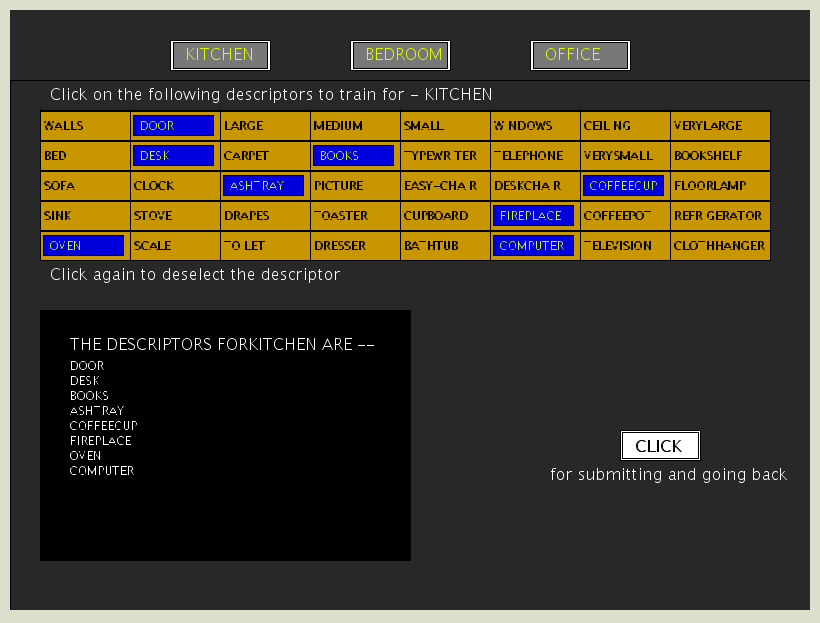 KITCHEN BEDROOM OFFICE
Click on the following descriptors to train for - KITCHEN
WALLS DOOR LARGE MEDIUM SMALL W NDOWS CEIL NG VERYLARGE
BED DESK CARPET BOOKS TYPEWR TER TELEPHONE VERYSMALL BOOKSHELF
SOFA CLOCK ASHTRAY PICTURE EASY-CHA R DESKCHA R COFFEECUP FLOORLAMP
SINK STOVE DRAPES TOASTER CUPBOARD FIREPLACE COFFEEPOT REFR GERATOR
OVEN SCALE TO LET DRESSER BATHTUB COMPUTER TELEVISION CLOTHHANGER
Click again to deselect the descriptor
THE DESCRIPTORS FORKITCHEN ARE --
DOOR
DESK
BOOKS
ASHTRAY
COFFEECUP
FIREPLACE
OVEN
COMPUTER
CLICK
for submitting and going back